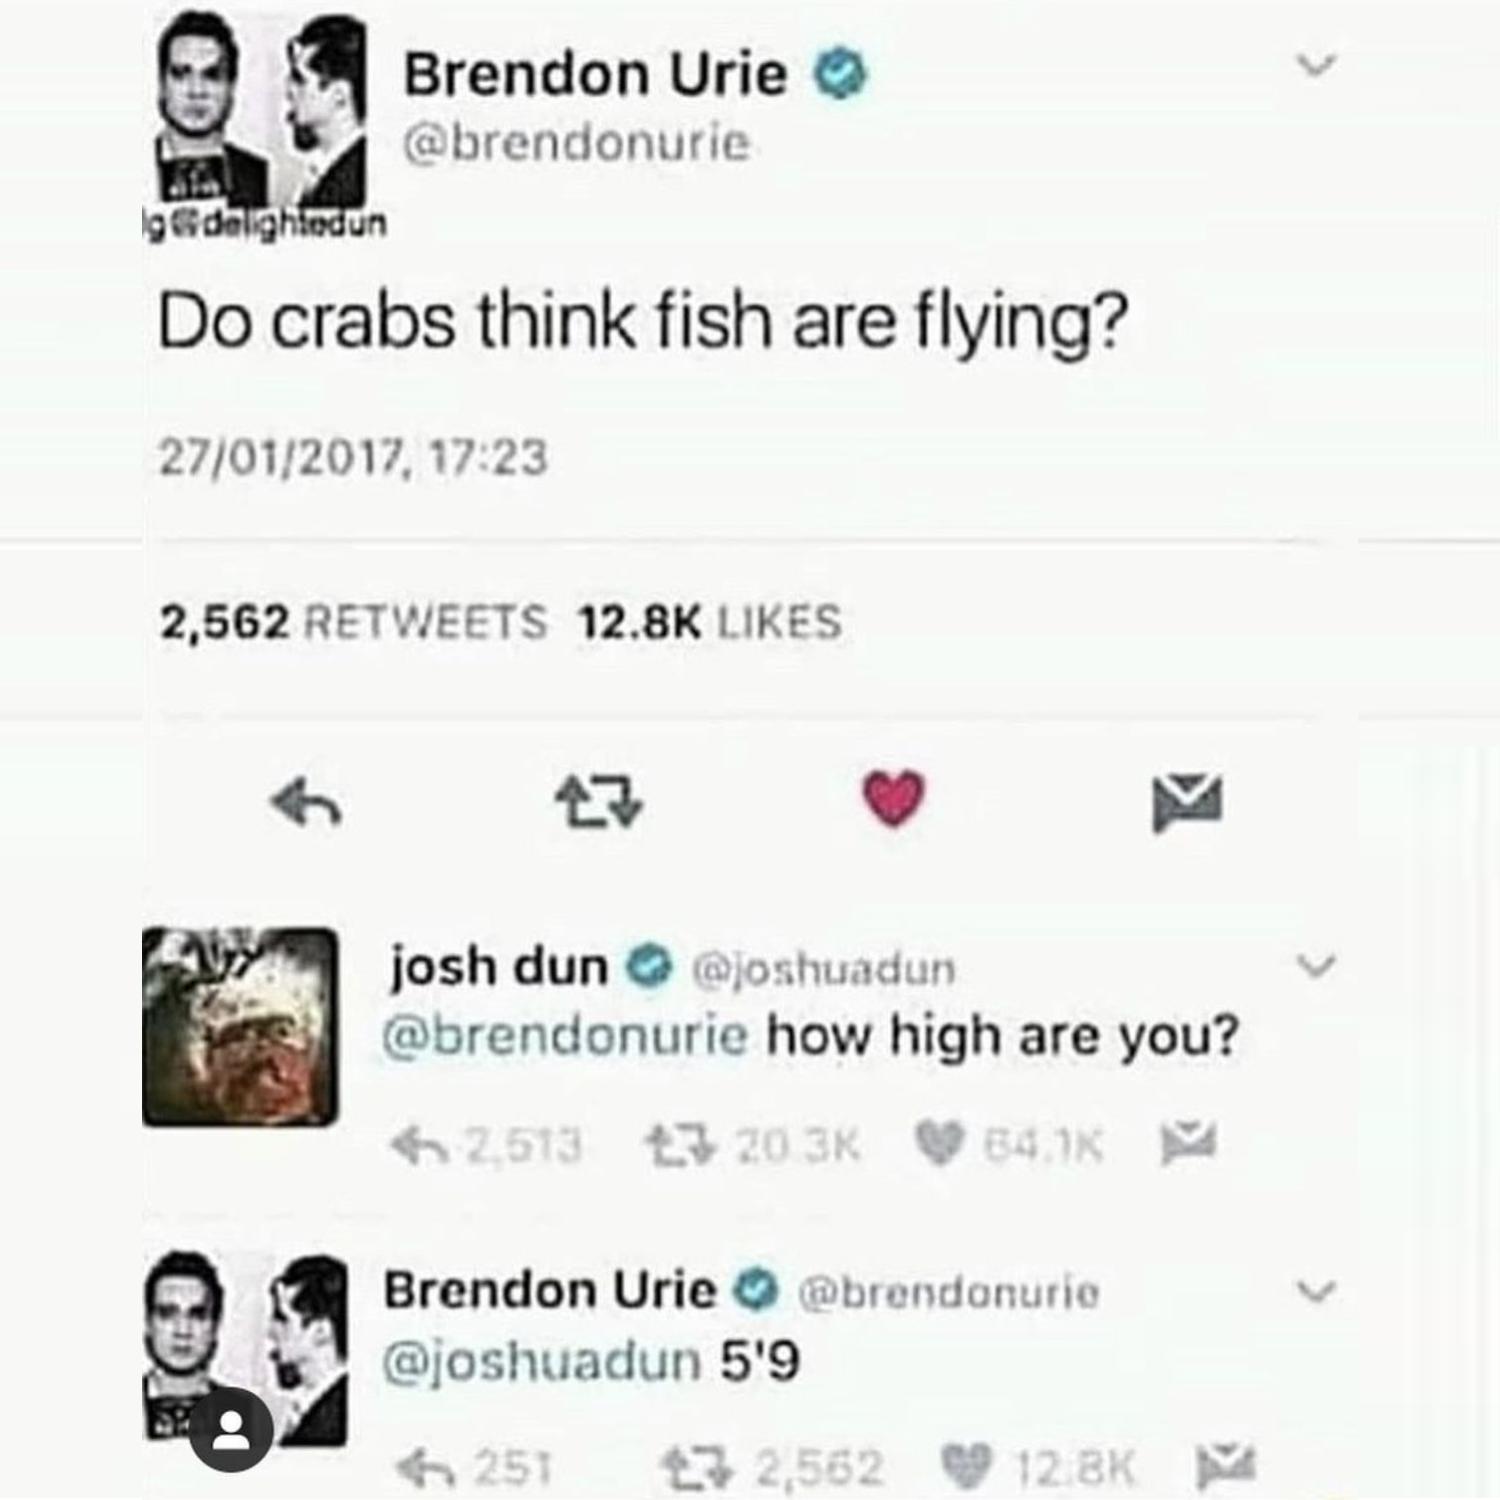 Brendon Urie
@brendonurie
ig@delightedun
Do crabs think fish are flying?
27/01/2017, 17:23
2,562 RETWEETS 12.8K LIKES
josh dun @joshuadun
@brendonurie how high are you?
2,513 20.3K 64.1K
Brendon Urie @brendonurie
@joshuadun 5'9
251 2,562 12.8K